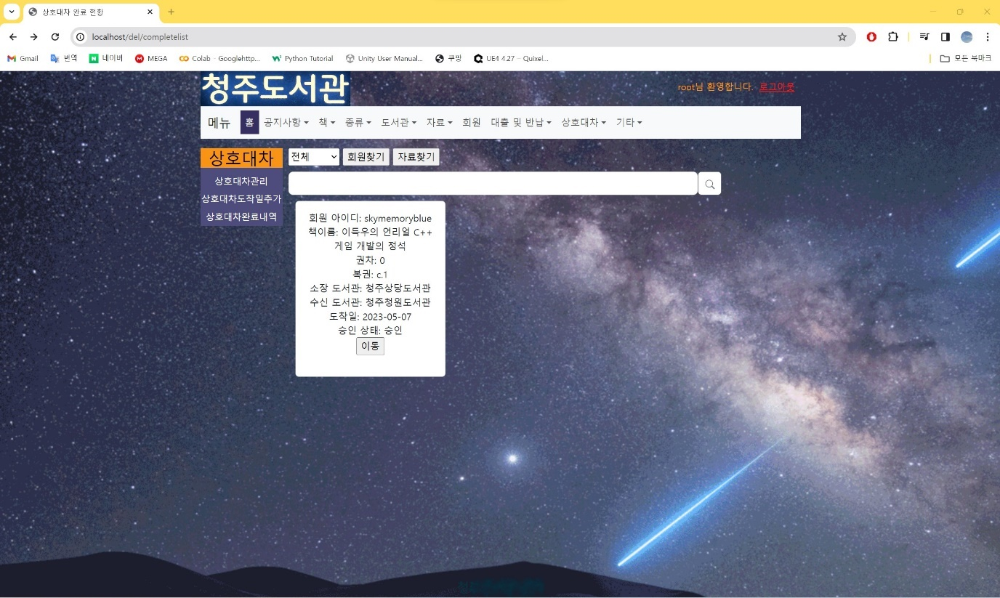 상호대차 완료 현황
localhost/del/completelist
Gmail 번역 네이버 MEGA Colab - Googlehttp... Python Tutorial Unity User Manual... 쿠팡 UE4 4.27 – Quixel... 모든 북마크
청주도서관
root님 환영합니다. 로그아웃
메뉴 홈 공지사항 책 종류 도서관 자료 회원 대출 및 반납 상호대차 기타
상호대차 전체 회원찾기 자료찾기
상호대차관리
상호대차도착일추가
상호대차완료내역
회원 아이디: skymemoryblue
책이름: 이득우의 언리얼 C++
게임 개발의 정석
권차: 0
복권: c.1
소장 도서관: 청주상당도서관
수신 도서관: 청주청원도서관
도착일: 2023-05-07
승인 상태: 승인
이동